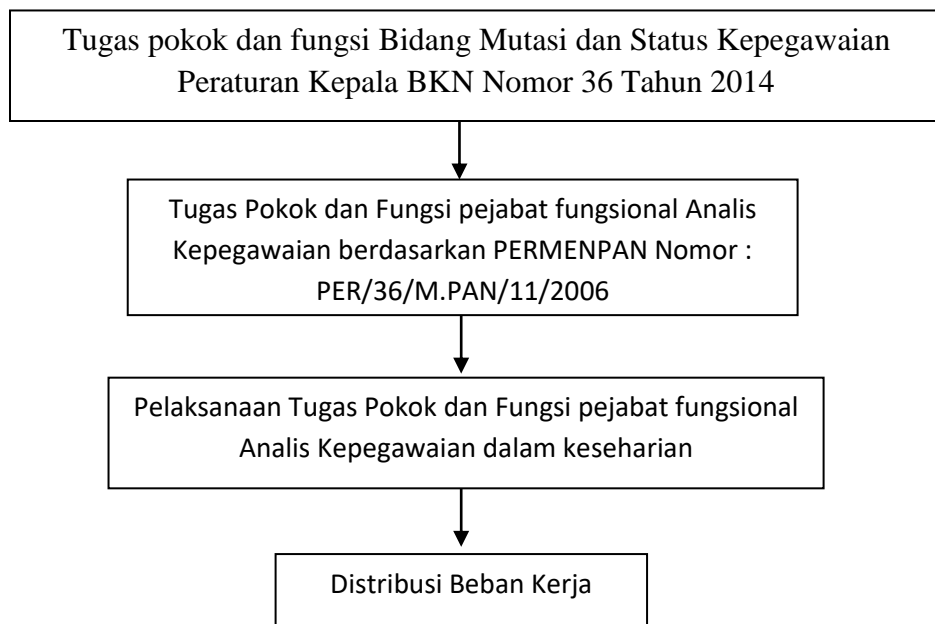 Tugas pokok dan fungsi Bidang Mutasi dan Status Kepegawaian
Peraturan Kepala BKN Nomor 36 Tahun 2014
Tugas Pokok dan Fungsi pejabat fungsional Analis
Kepegawaian berdasarkan PERMENPAN Nomor :
PER/36/M.PAN/11/2006
Pelaksanaan Tugas Pokok dan Fungsi pejabat fungsional
Analis Kepegawaian dalam keseharian
Distribusi Beban Kerja